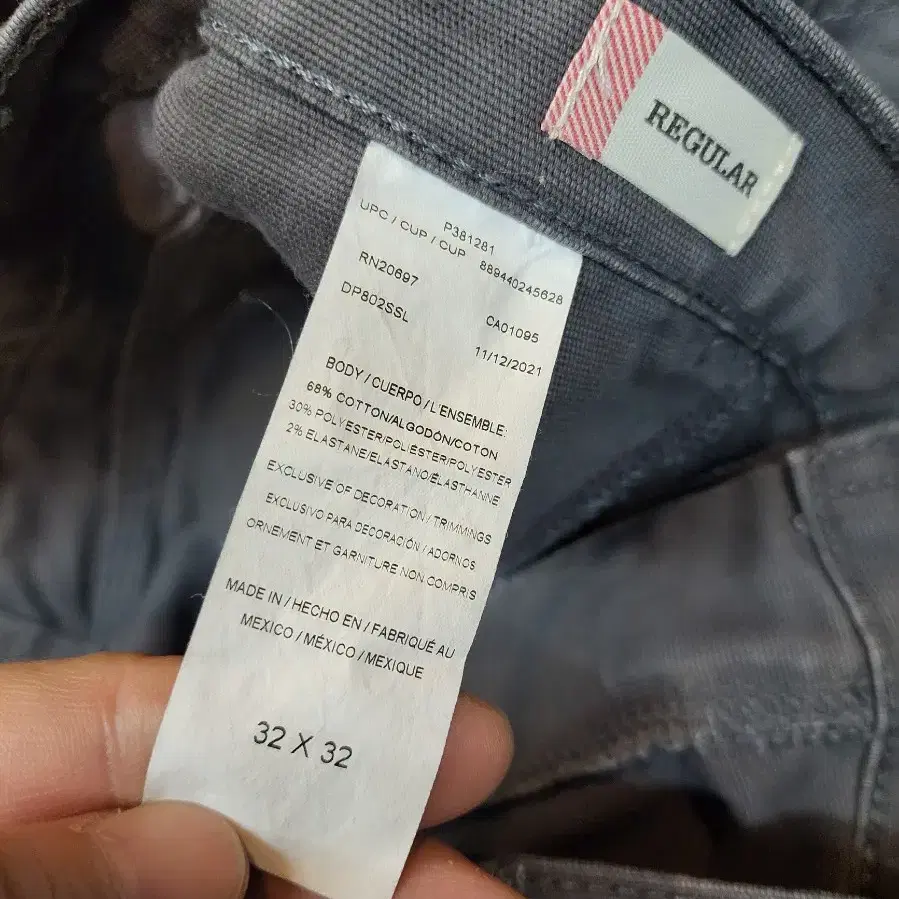 REGULAR
P381281
UPC / CUP / CUP 889440245628
RN20697
CA01095
DP802SSL
11/12/2021
BODY / CUERPO / L'ENSEMBLE:
68% COTTON/ALGODÓN/COTON
30% POLYESTER/POLIÉSTER/POLYESTER
2% ELASTANE/ELASTANO/ÉLASTHANNE
EXCLUSIVE OF DECORATION / TRIMMINGS
EXCLUSIVO PARA DECORACIÓN / ADORNOS
ORNEMENT ET GARNITURE NON COMPRIS
MADE IN / HECHO EN / FABRIQUÉ AU
MEXICO / MÉXICO / MEXIQUE
32 X 32